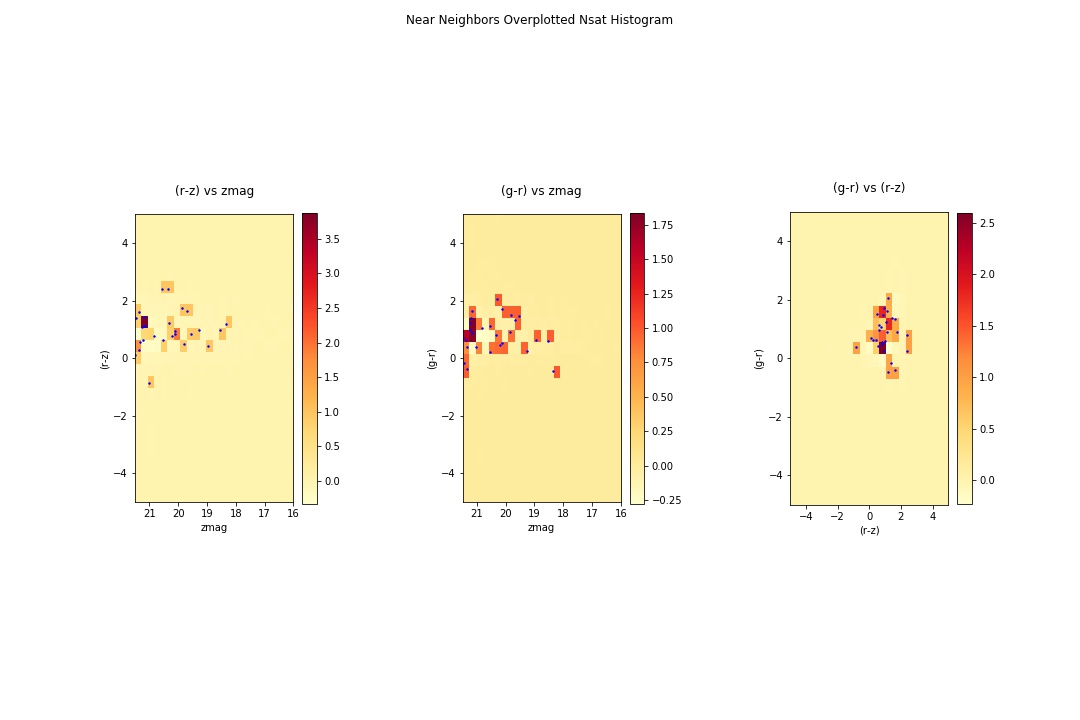 Near Neighbors Overplotted Nsat Histogram
(r-z) vs zmag
4
2
0
−2
−4
(r-z)
21 20 19 18 17 16
zmag
3.5
3.0
2.5
2.0
1.5
1.0
0.5
0.0
(g-r) vs zmag
4
2
0
−2
−4
(g-r)
21 20 19 18 17 16
zmag
1.75
1.50
1.25
1.00
0.75
0.50
0.25
0.00
−0.25
(g-r) vs (r-z)
4
2
0
−2
−4
(g-r)
−4 −2 0 2 4
(r-z)
2.5
2.0
1.5
1.0
0.5
0.0